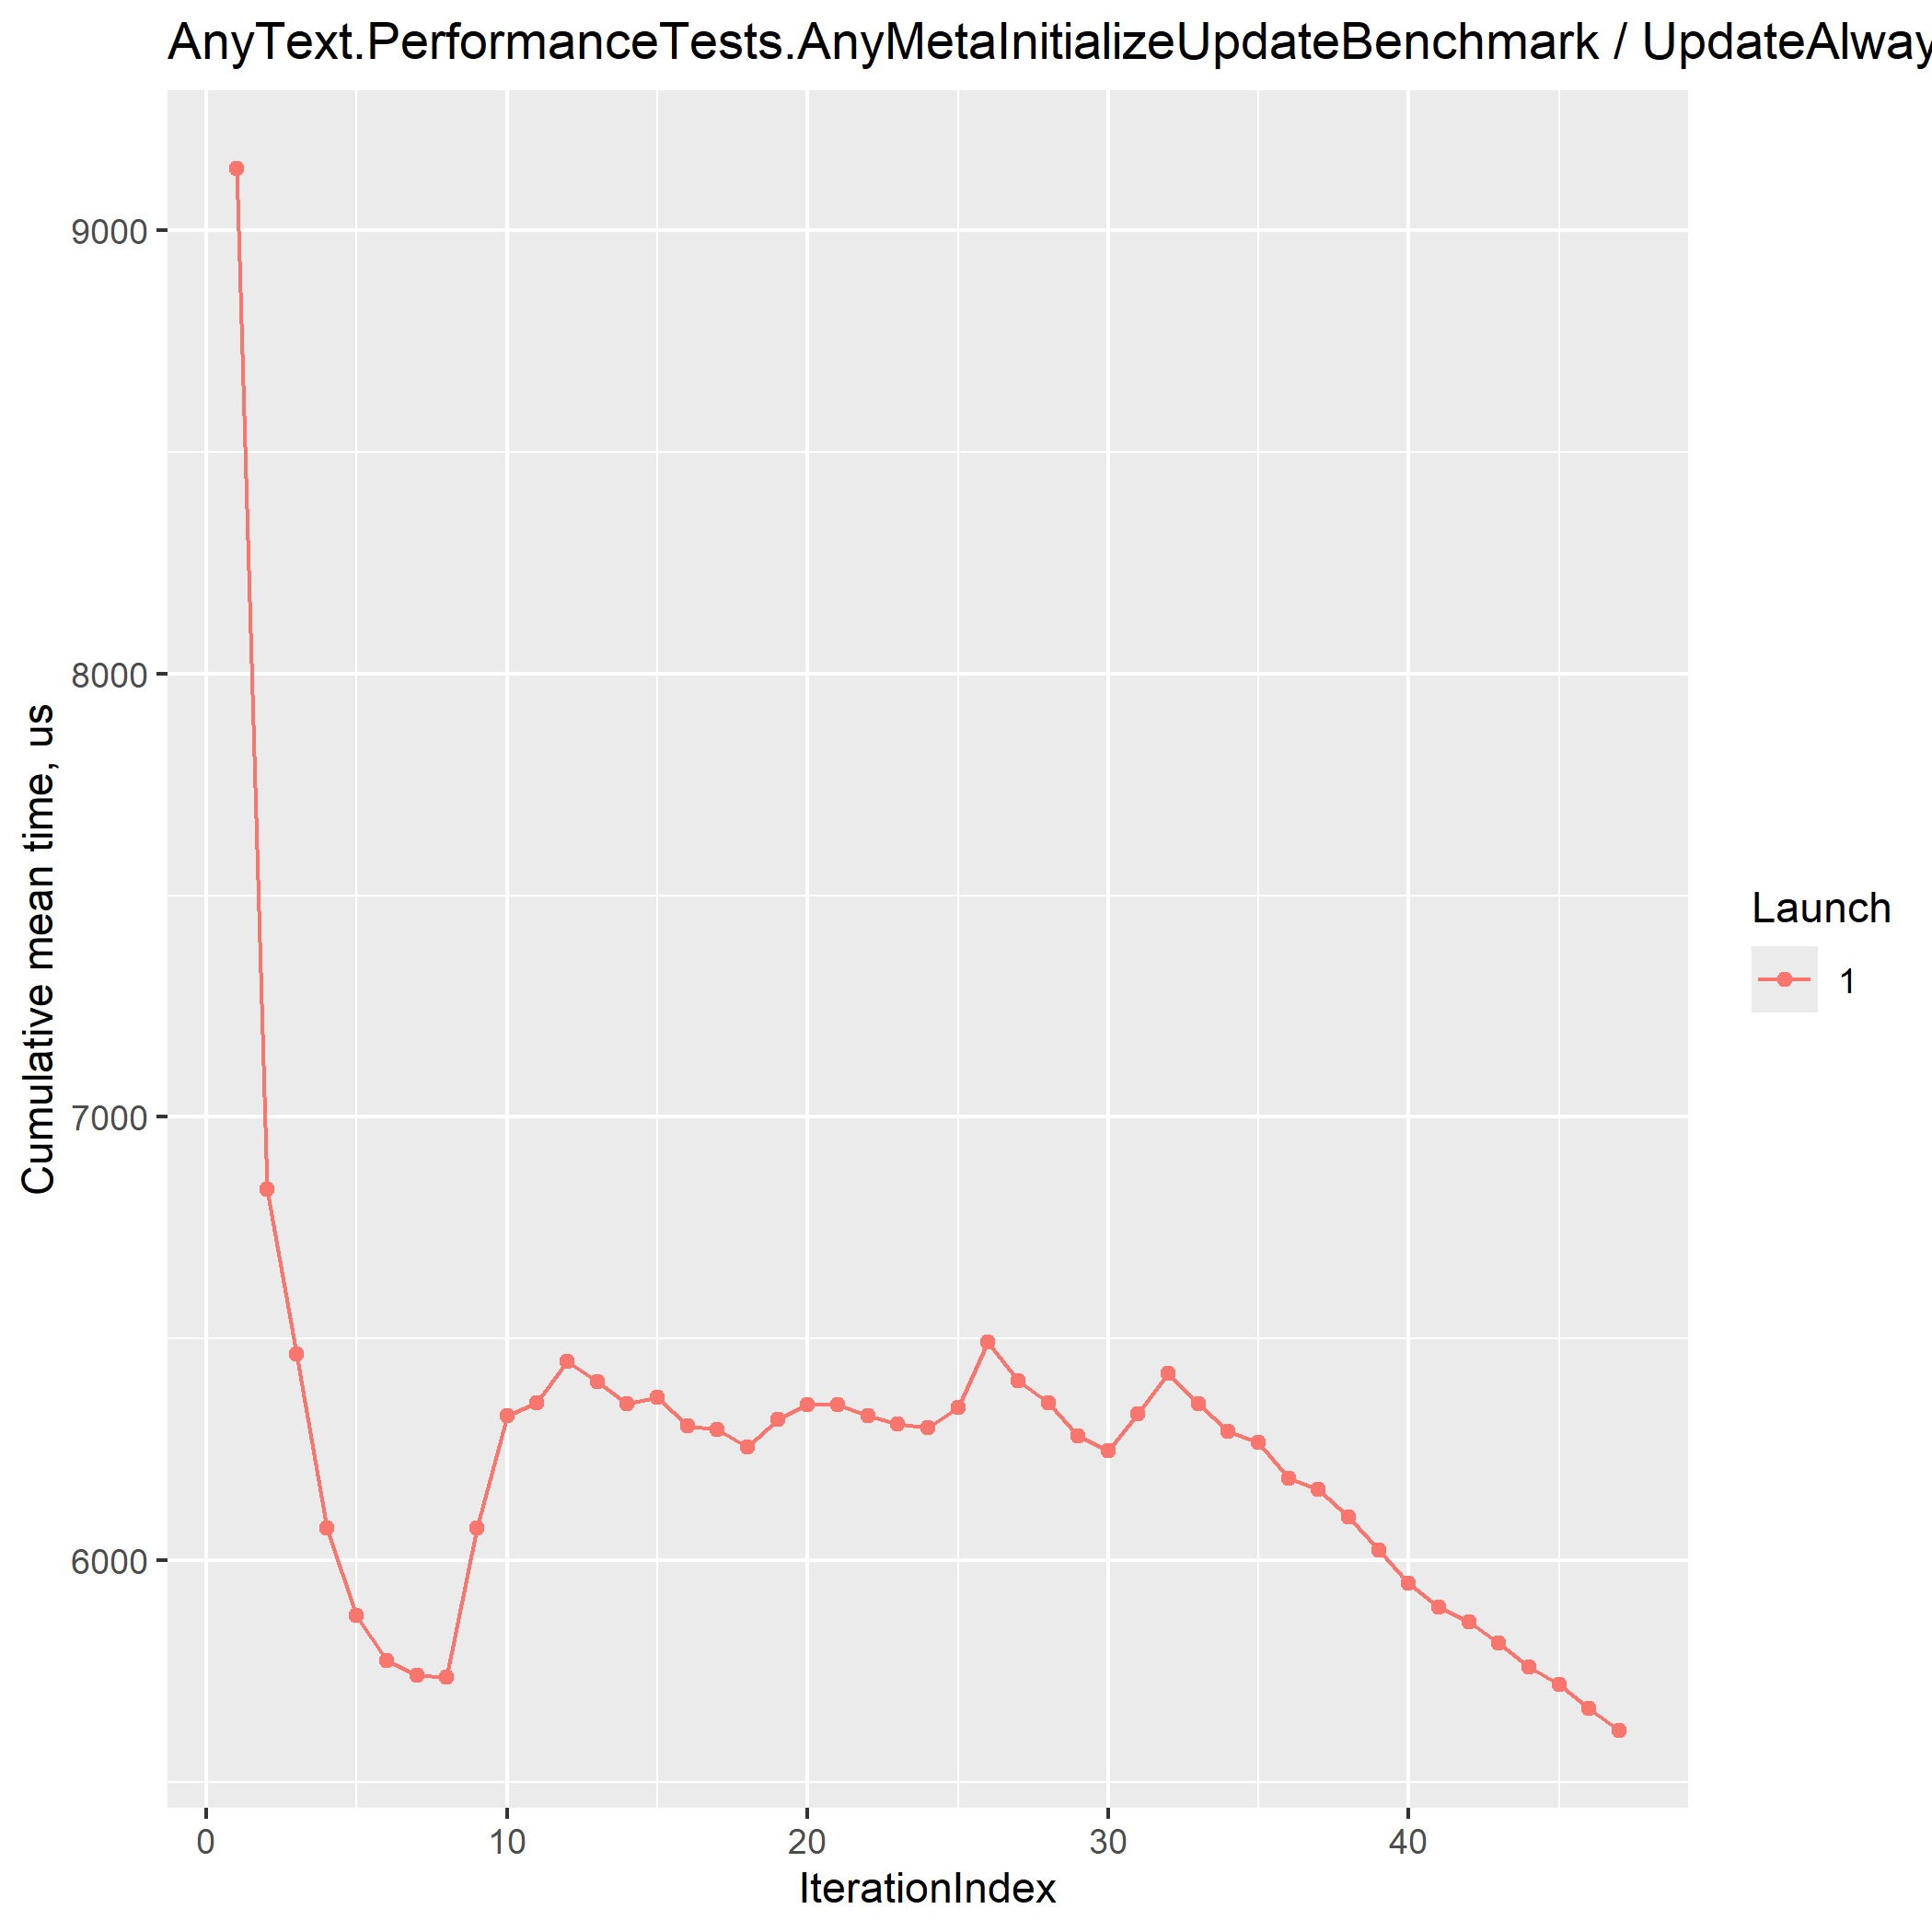 AnyText.PerformanceTests.AnyMetaInitializeUpdateBenchmark / UpdateAlway
Cumulative mean time, us
9000
8000
7000
6000
0 10 20 30 40
IterationIndex
Launch
1